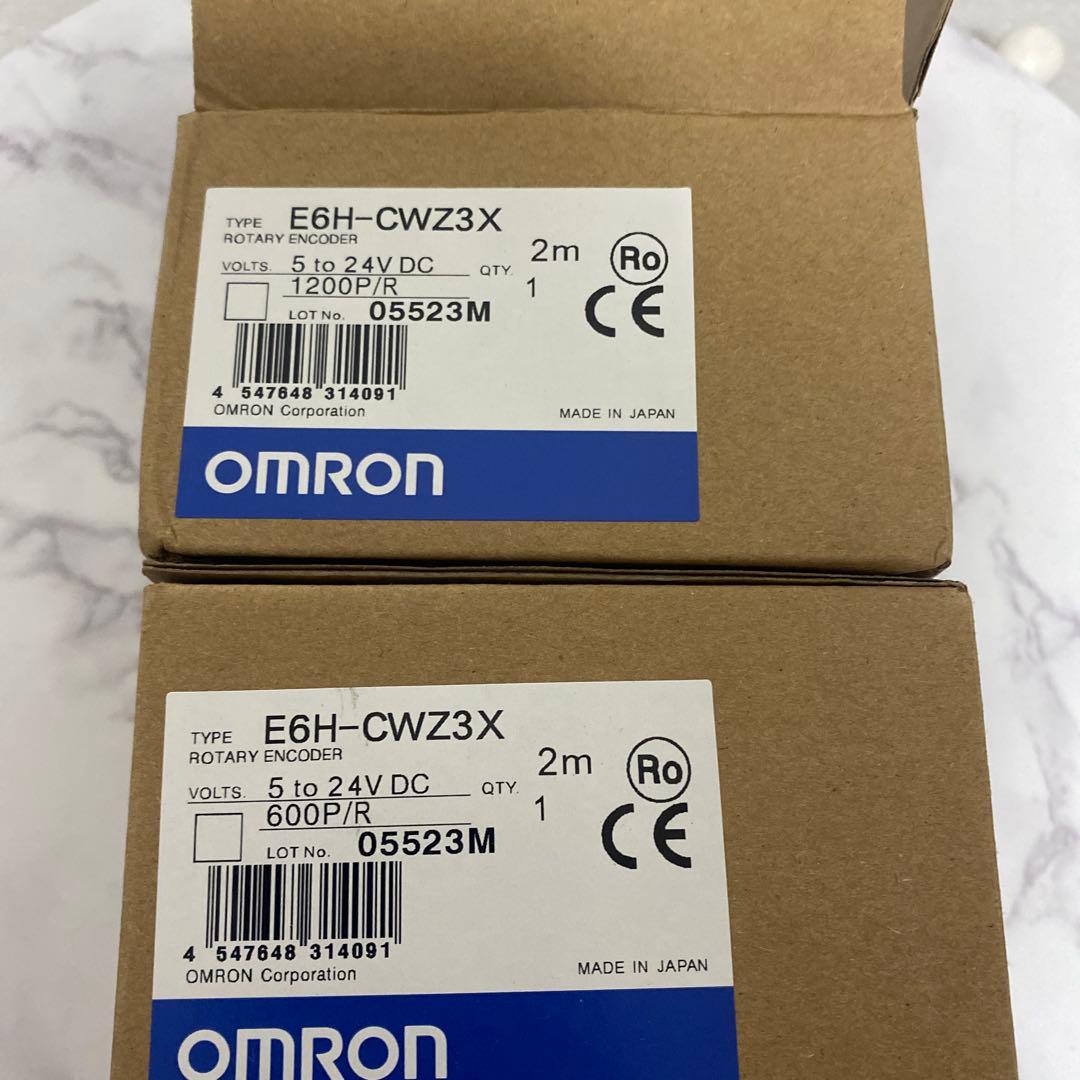 TYPE E6H-CWZ3X
ROTARY ENCODER
2m
Ro
VOLTS. 5 to 24V DC QTY.
1200P/R 1
CE
LOT No. 05523M
4 547648 314091
OMRON Corporation MADE IN JAPAN
OMRON
TYPE E6H-CWZ3X
ROTARY ENCODER
2m
Ro
VOLTS. 5 to 24V DC QTY.
600P/R 1
CE
LOT No. 05523M
4 547648 314091
OMRON Corporation MADE IN JAPAN
OMRON